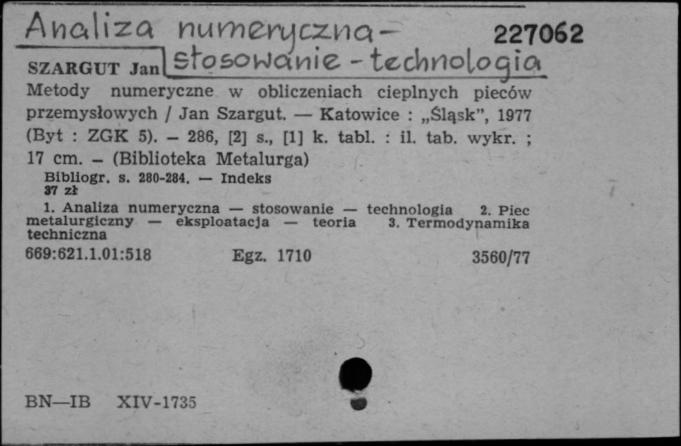 Analiza numeryczna - 227062
SZARGUT Jan stosowanie - technologia
Metody numeryczne w obliczeniach cieplnych pieców
przemysłowych / Jan Szargut. — Katowice : „Śląsk”, 1977
(Byt : ZGK 5). — 286, [2] s., [1] k. tabl. : il. tab. wykr. ;
17 cm. — (Biblioteka Metalurga)
Bibliogr. s. 280-284. — Indeks
37 zł
1. Analiza numeryczna — stosowanie — technologia 2. Piec
metalurgiczny — eksploatacja — teoria 3. Termodynamika
techniczna
669:621.1.01:518 Egz. 1710 3560/77
BN—IB XIV-1735